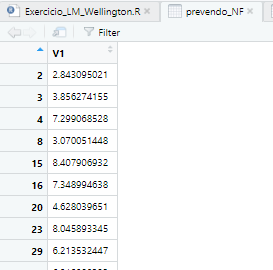 Exercicio_LM_Wellington.R
prevendo_NF
Filter
V1
2 2.843095021
3 3.856274155
4 7.299068528
8 3.070051448
15 8.407906932
16 7.348994638
20 4.628039651
23 8.045893345
29 6.213532447